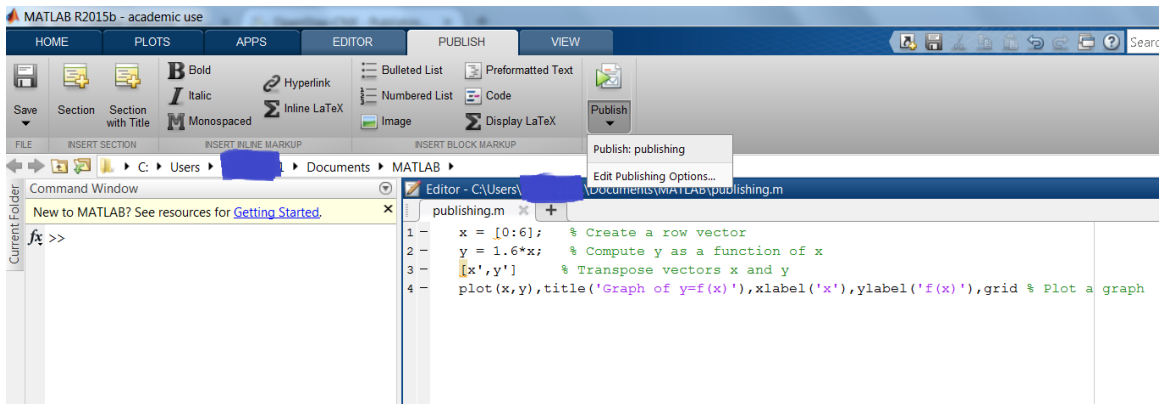 MATLAB R2015b - academic use
HOME PLOTS APPS EDITOR PUBLISH VIEW
Searc
Save
Section
Section with Title
B Bold
I Italic
M Monospaced
Hyperlink
Σ Inline LaTeX
Bulleted List
Numbered List
Image
Preformatted Text
Code
Σ Display LaTeX
Publish
FILE INSERT SECTION INSERT INLINE MARKUP INSERT BLOCK MARKUP
Publish: publishing
Edit Publishing Options...
C: Users 1 Documents MATLAB
Current Folder
Command Window
New to MATLAB? See resources for Getting Started.
fx >>
Editor - C:\Users\ \Documents\MATLAB\publishing.m
publishing.m
1 x = [0:6]; % Create a row vector
2 y = 1.6*x; % Compute y as a function of x
3 [x',y'] % Transpose vectors x and y
4 plot(x,y),title('Graph of y=f(x)'),xlabel('x'),ylabel('f(x)'),grid % Plot a graph